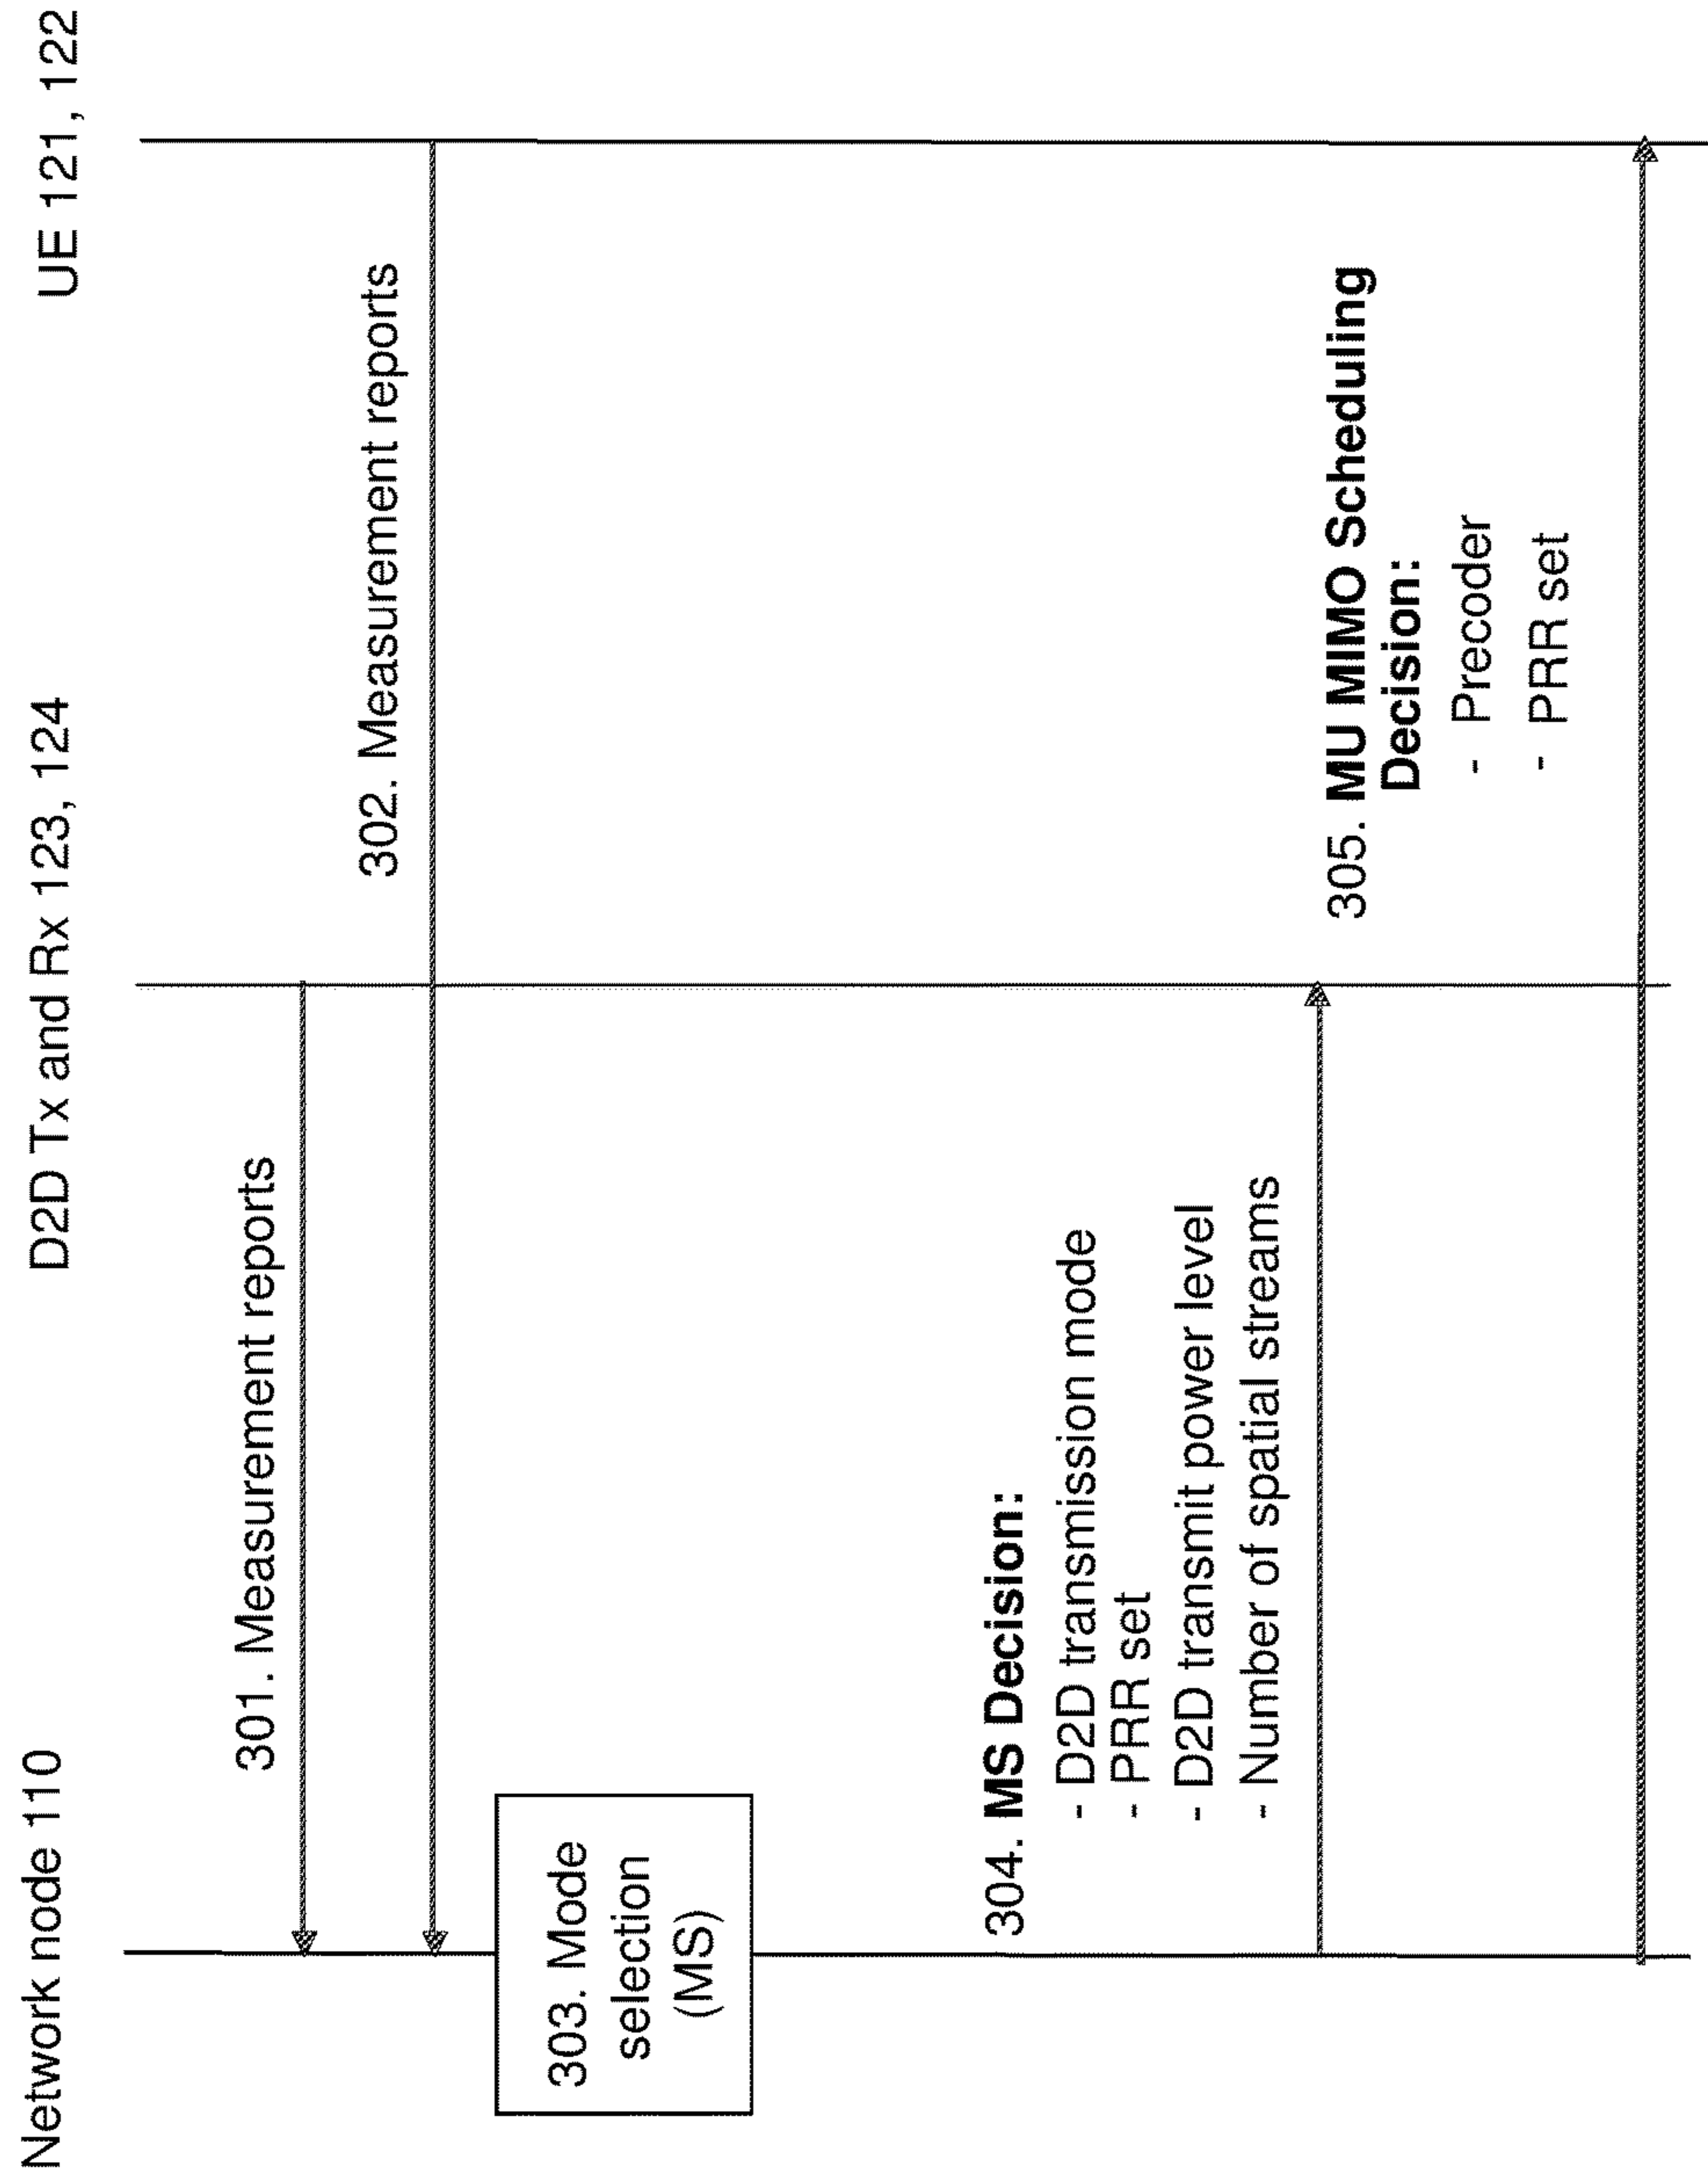 Network node 110
D2D Tx and Rx 123, 124
UE 121, 122
301. Measurement reports
302. Measurement reports
303. Mode
selection
(MS)
304. MS Decision:
- D2D transmission mode
- PRR set
- D2D transmit power level
- Number of spatial streams
305. MU MIMO Scheduling
Decision:
- Precoder
- PRR set